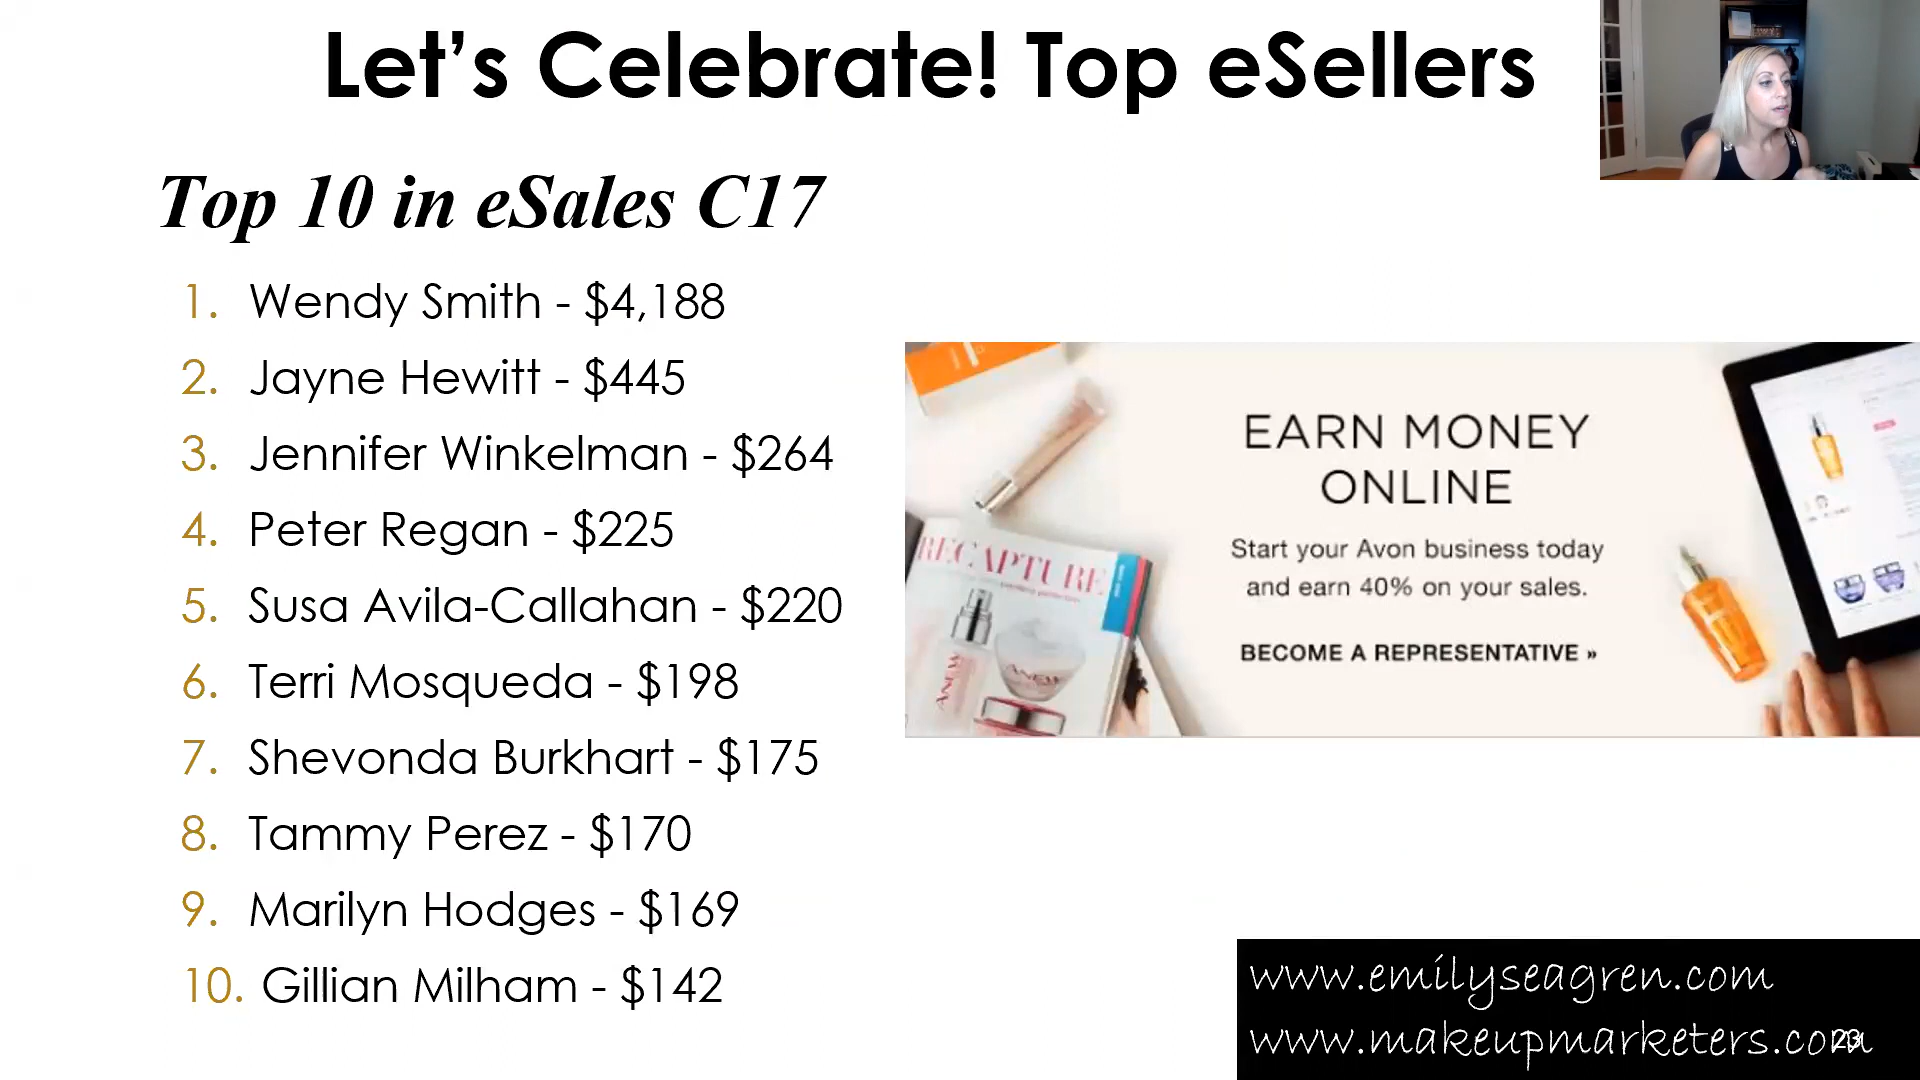 Let’s Celebrate! Top eSellers
Top 10 in eSales C17
1. Wendy Smith - $4,188
2. Jayne Hewitt - $445
3. Jennifer Winkelman - $264
4. Peter Regan - $225
5. Susa Avila-Callahan - $220
6. Terri Mosqueda - $198
7. Shevonda Burkhart - $175
8. Tammy Perez - $170
9. Marilyn Hodges - $169
10. Gillian Milham - $142
EARN MONEY
ONLINE
Start your Avon business today
and earn 40% on your sales.
BECOME A REPRESENTATIVE »
RECAPTURE
ANEW
ANEW
www.emilyseagren.com
www.makeupmarketers.com
23